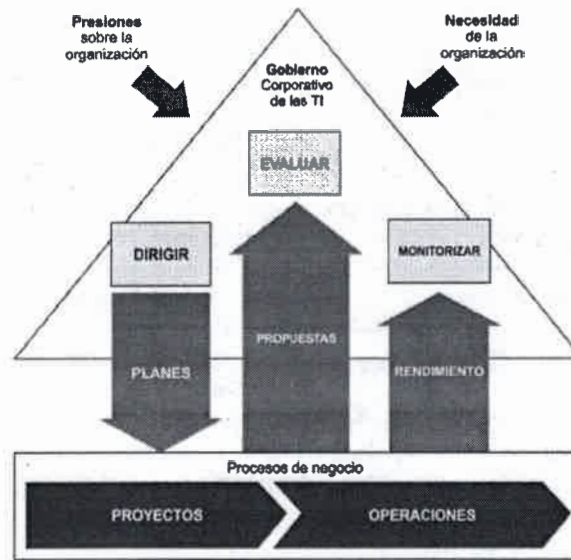 Presiones
sobre la
organización
Necesidad
de la
organización
Gobierno
Corporativo
de las TI
EVALUAR
DIRIGIR
MONITORIZAR
PLANES
PROPUESTAS
RENDIMIENTO
Procesos de negocio
PROYECTOS
OPERACIONES